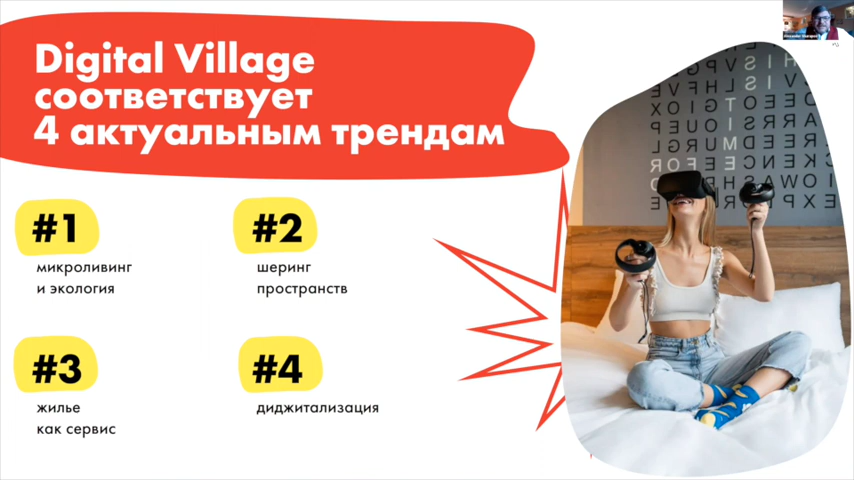 Digital Village
соответствует
4 актуальным трендам
#1
микроливинг
и экология
#2
шеринг
пространств
#3
жилье
как сервис
#4
диджитализация